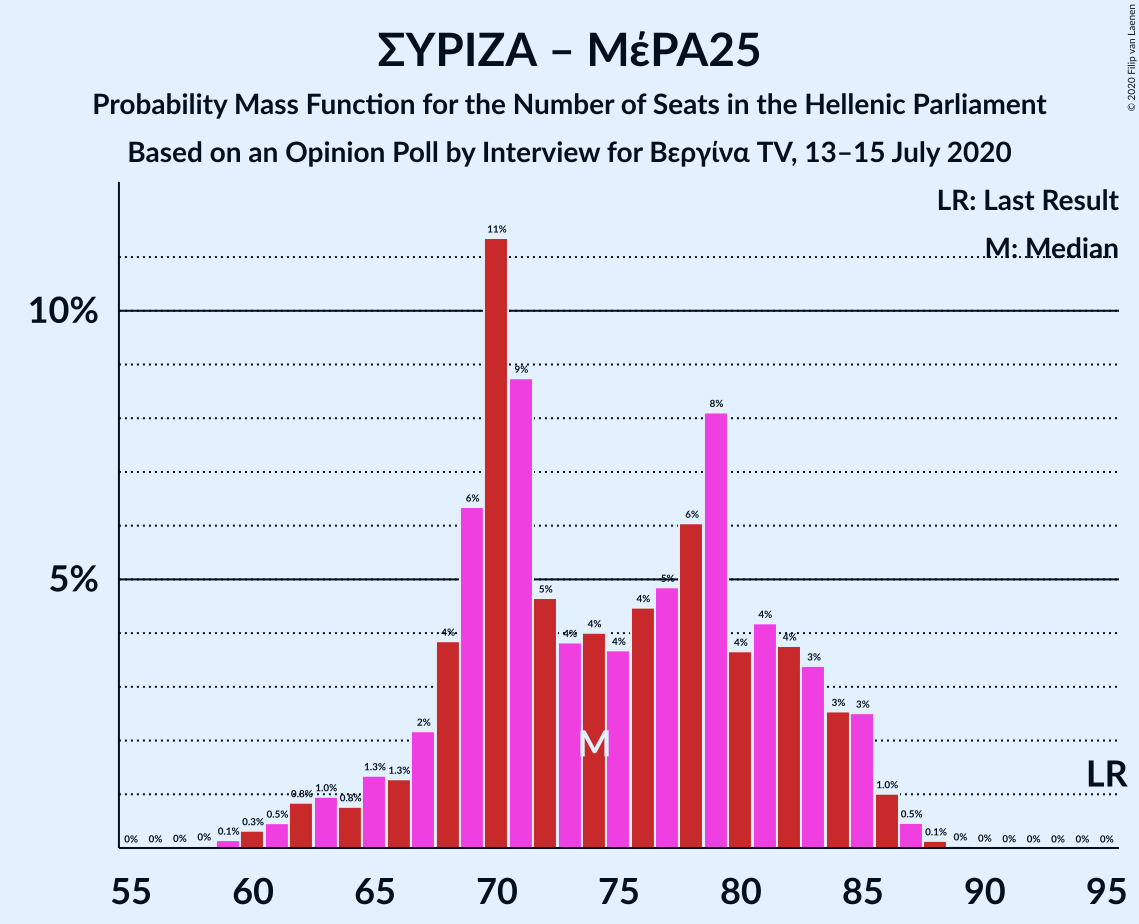 ΣΥΡΙΖΑ – ΜέΡΑ25
Probability Mass Function for the Number of Seats in the Hellenic Parliament
Based on an Opinion Poll by Interview for Βεργίνα TV, 13–15 July 2020
© 2020 Filip van Laenen
LR: Last Result
M: Median
10%
5%
0% 0% 0% 0% 0.1% 0.3% 0.5% 0.8% 1.0% 0.8% 1.3% 1.3% 2% 4% 6% 11% 9% 5% 4% 4% 4% 4% 5% 6% 8% 4% 4% 4% 3% 3% 3% 1.0% 0.5% 0.1% 0% 0% 0% 0% 0% 0% 0%
M
LR
55 60 65 70 75 80 85 90 95